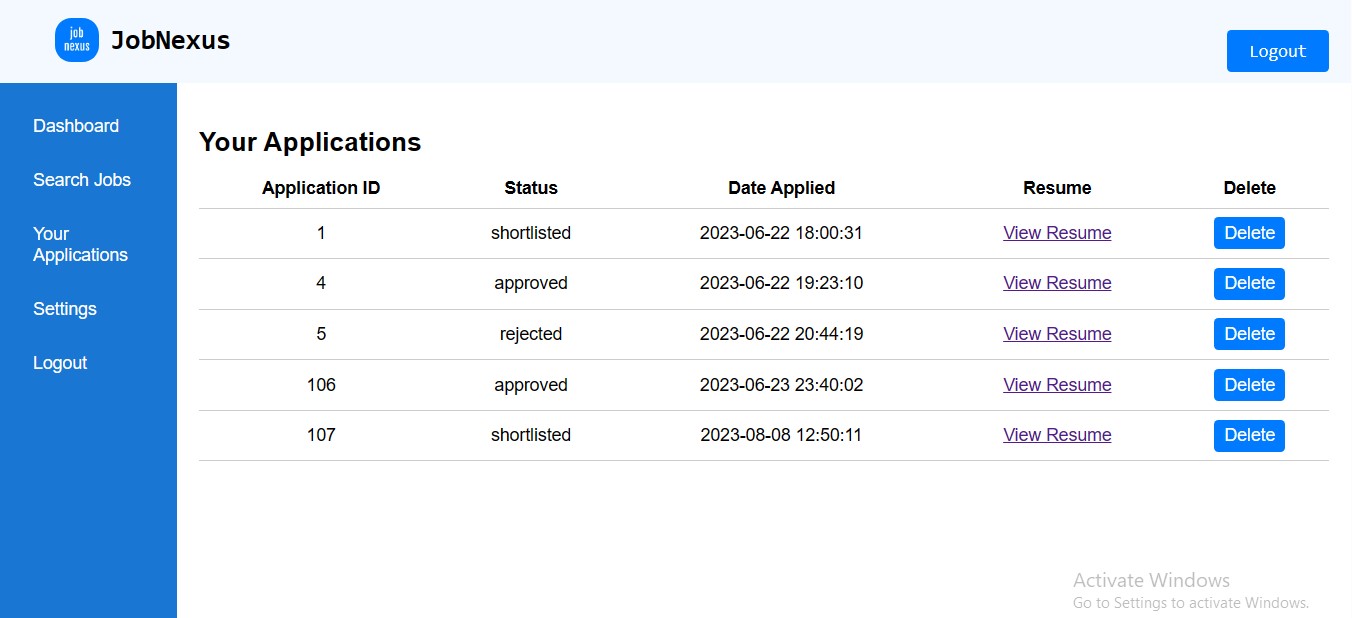 job
nexus
JobNexus
Logout
Dashboard
Search Jobs
Your
Applications
Settings
Logout
Your Applications
Application ID Status Date Applied Resume Delete
1 shortlisted 2023-06-22 18:00:31 View Resume Delete
4 approved 2023-06-22 19:23:10 View Resume Delete
5 rejected 2023-06-22 20:44:19 View Resume Delete
106 approved 2023-06-23 23:40:02 View Resume Delete
107 shortlisted 2023-08-08 12:50:11 View Resume Delete
Activate Windows
Go to Settings to activate Windows.